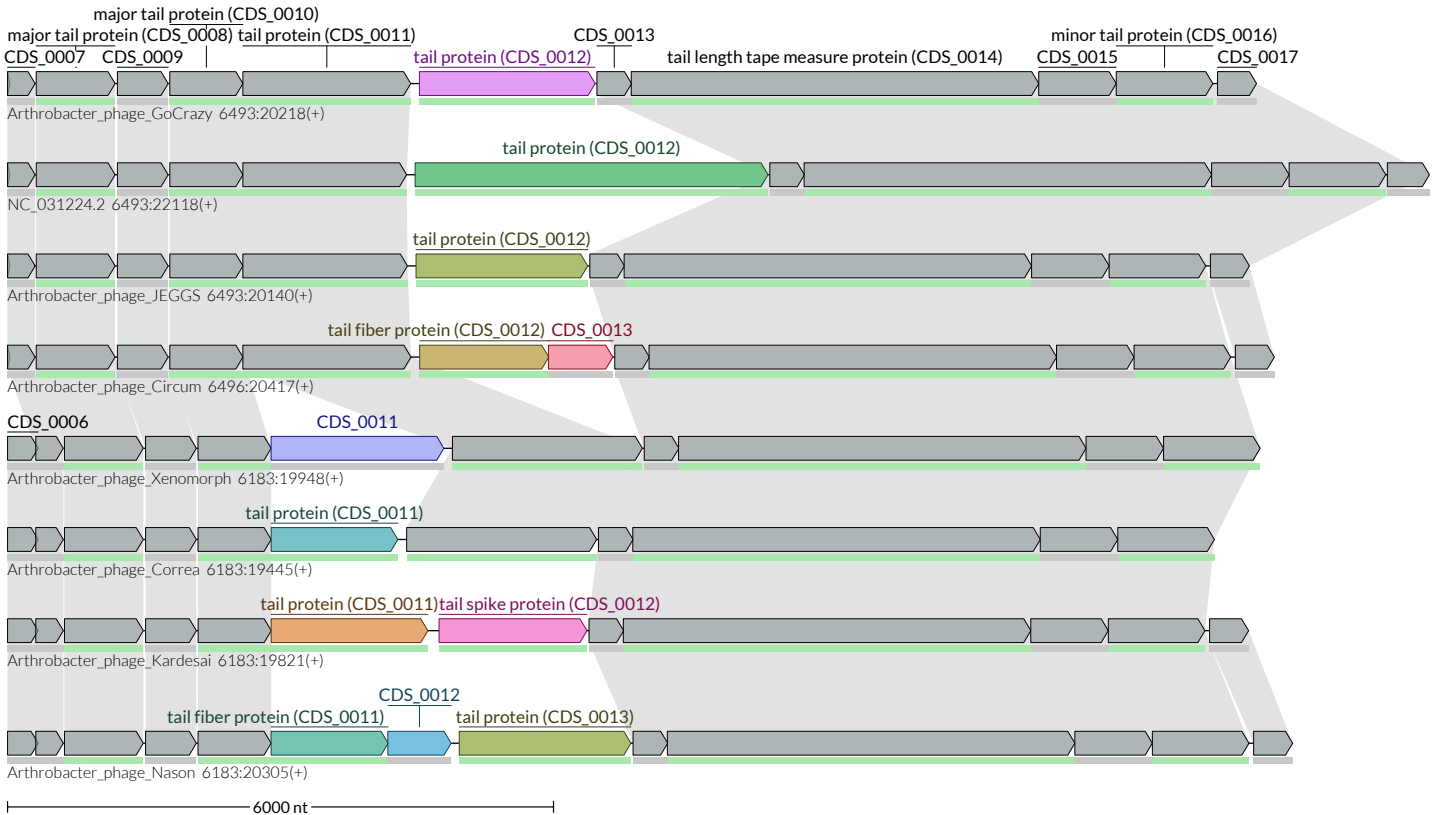 major tail protein (CDS_0010)
major tail protein (CDS_0008) tail protein (CDS_0011) CDS_0013 minor tail protein (CDS_0016)
CDS_0007 CDS_0009 tail protein (CDS_0012) tail length tape measure protein (CDS_0014) CDS_0015 CDS_0017
Arthrobacter_phage_GoCrazy 6493:20218(+)
tail protein (CDS_0012)
NC_031224.2 6493:22118(+)
tail protein (CDS_0012)
Arthrobacter_phage_JEGGS 6493:20140(+)
tail fiber protein (CDS_0012) CDS_0013
Arthrobacter_phage_Circum 6496:20417(+)
CDS_0006 CDS_0011
Arthrobacter_phage_Xenomorph 6183:19948(+)
tail protein (CDS_0011)
Arthrobacter_phage_Correa 6183:19445(+)
tail protein (CDS_0011) tail spike protein (CDS_0012)
Arthrobacter_phage_Kardesai 6183:19821(+)
CDS_0012
tail fiber protein (CDS_0011) tail protein (CDS_0013)
Arthrobacter_phage_Nason 6183:20305(+)
6000 nt